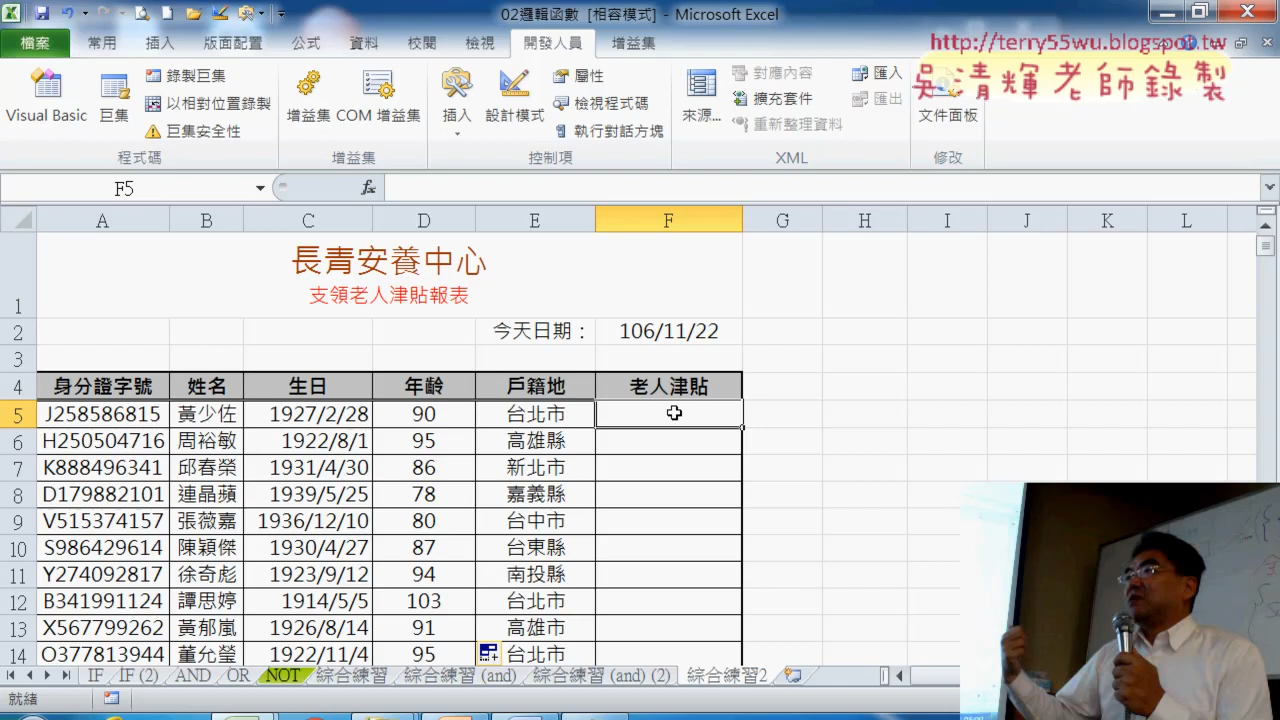 02邏輯函數 [相容模式] - Microsoft Excel
檔案 常用 插入 版面配置 公式 資料 校閱 檢視 開發人員 增益集
http://terry55wu.blogspot.tw
吳清輝老師錄製
Visual Basic 巨集 錄製巨集 以相對位置錄製 巨集安全性
增益集 COM 增益集
插入 設計模式 屬性 檢視程式碼 執行對話方塊
來源... 對應內容 擴充套件 重新整理資料 匯入 匯出
文件面板
程式碼 增益集 控制項 XML 修改
F5 fx
A B C D E F G H I J K L
長青安養中心
1 支領老人津貼報表
2 今天日期： 106/11/22
3
4 身分證字號 姓名 生日 年齡 戶籍地 老人津貼
5 J258586815 黃少佐 1927/2/28 90 台北市
6 H250504716 周裕敏 1922/8/1 95 高雄縣
7 K888496341 邱春榮 1931/4/30 86 新北市
8 D179882101 連晶蘋 1939/5/25 78 嘉義縣
9 V515374157 張薇嘉 1936/12/10 80 台中市
10 S986429614 陳穎傑 1930/4/27 87 台東縣
11 Y274092817 徐奇彪 1923/9/12 94 南投縣
12 B341991124 譚思婷 1914/5/5 103 台北市
13 X567799262 黃郁嵐 1926/8/14 91 高雄市
14 O377813944 董允瑩 1922/11/4 95 台北市
IF IF (2) AND OR NOT 綜合練習 綜合練習 (and) 綜合練習 (and) (2) 綜合練習2
就緒